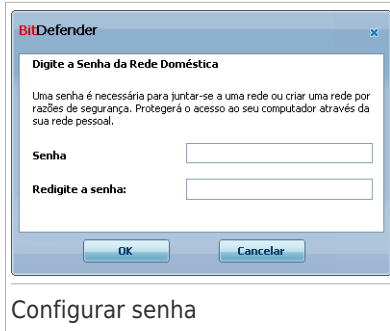 BitDefender
x
Digite a Senha da Rede Doméstica
Uma senha é necessária para juntar-se a uma rede ou criar uma rede por
razões de segurança. Protegerá o acesso ao seu computador através da
sua rede pessoal.
Senha
Redigite a senha:
OK Cancelar
Configurar senha